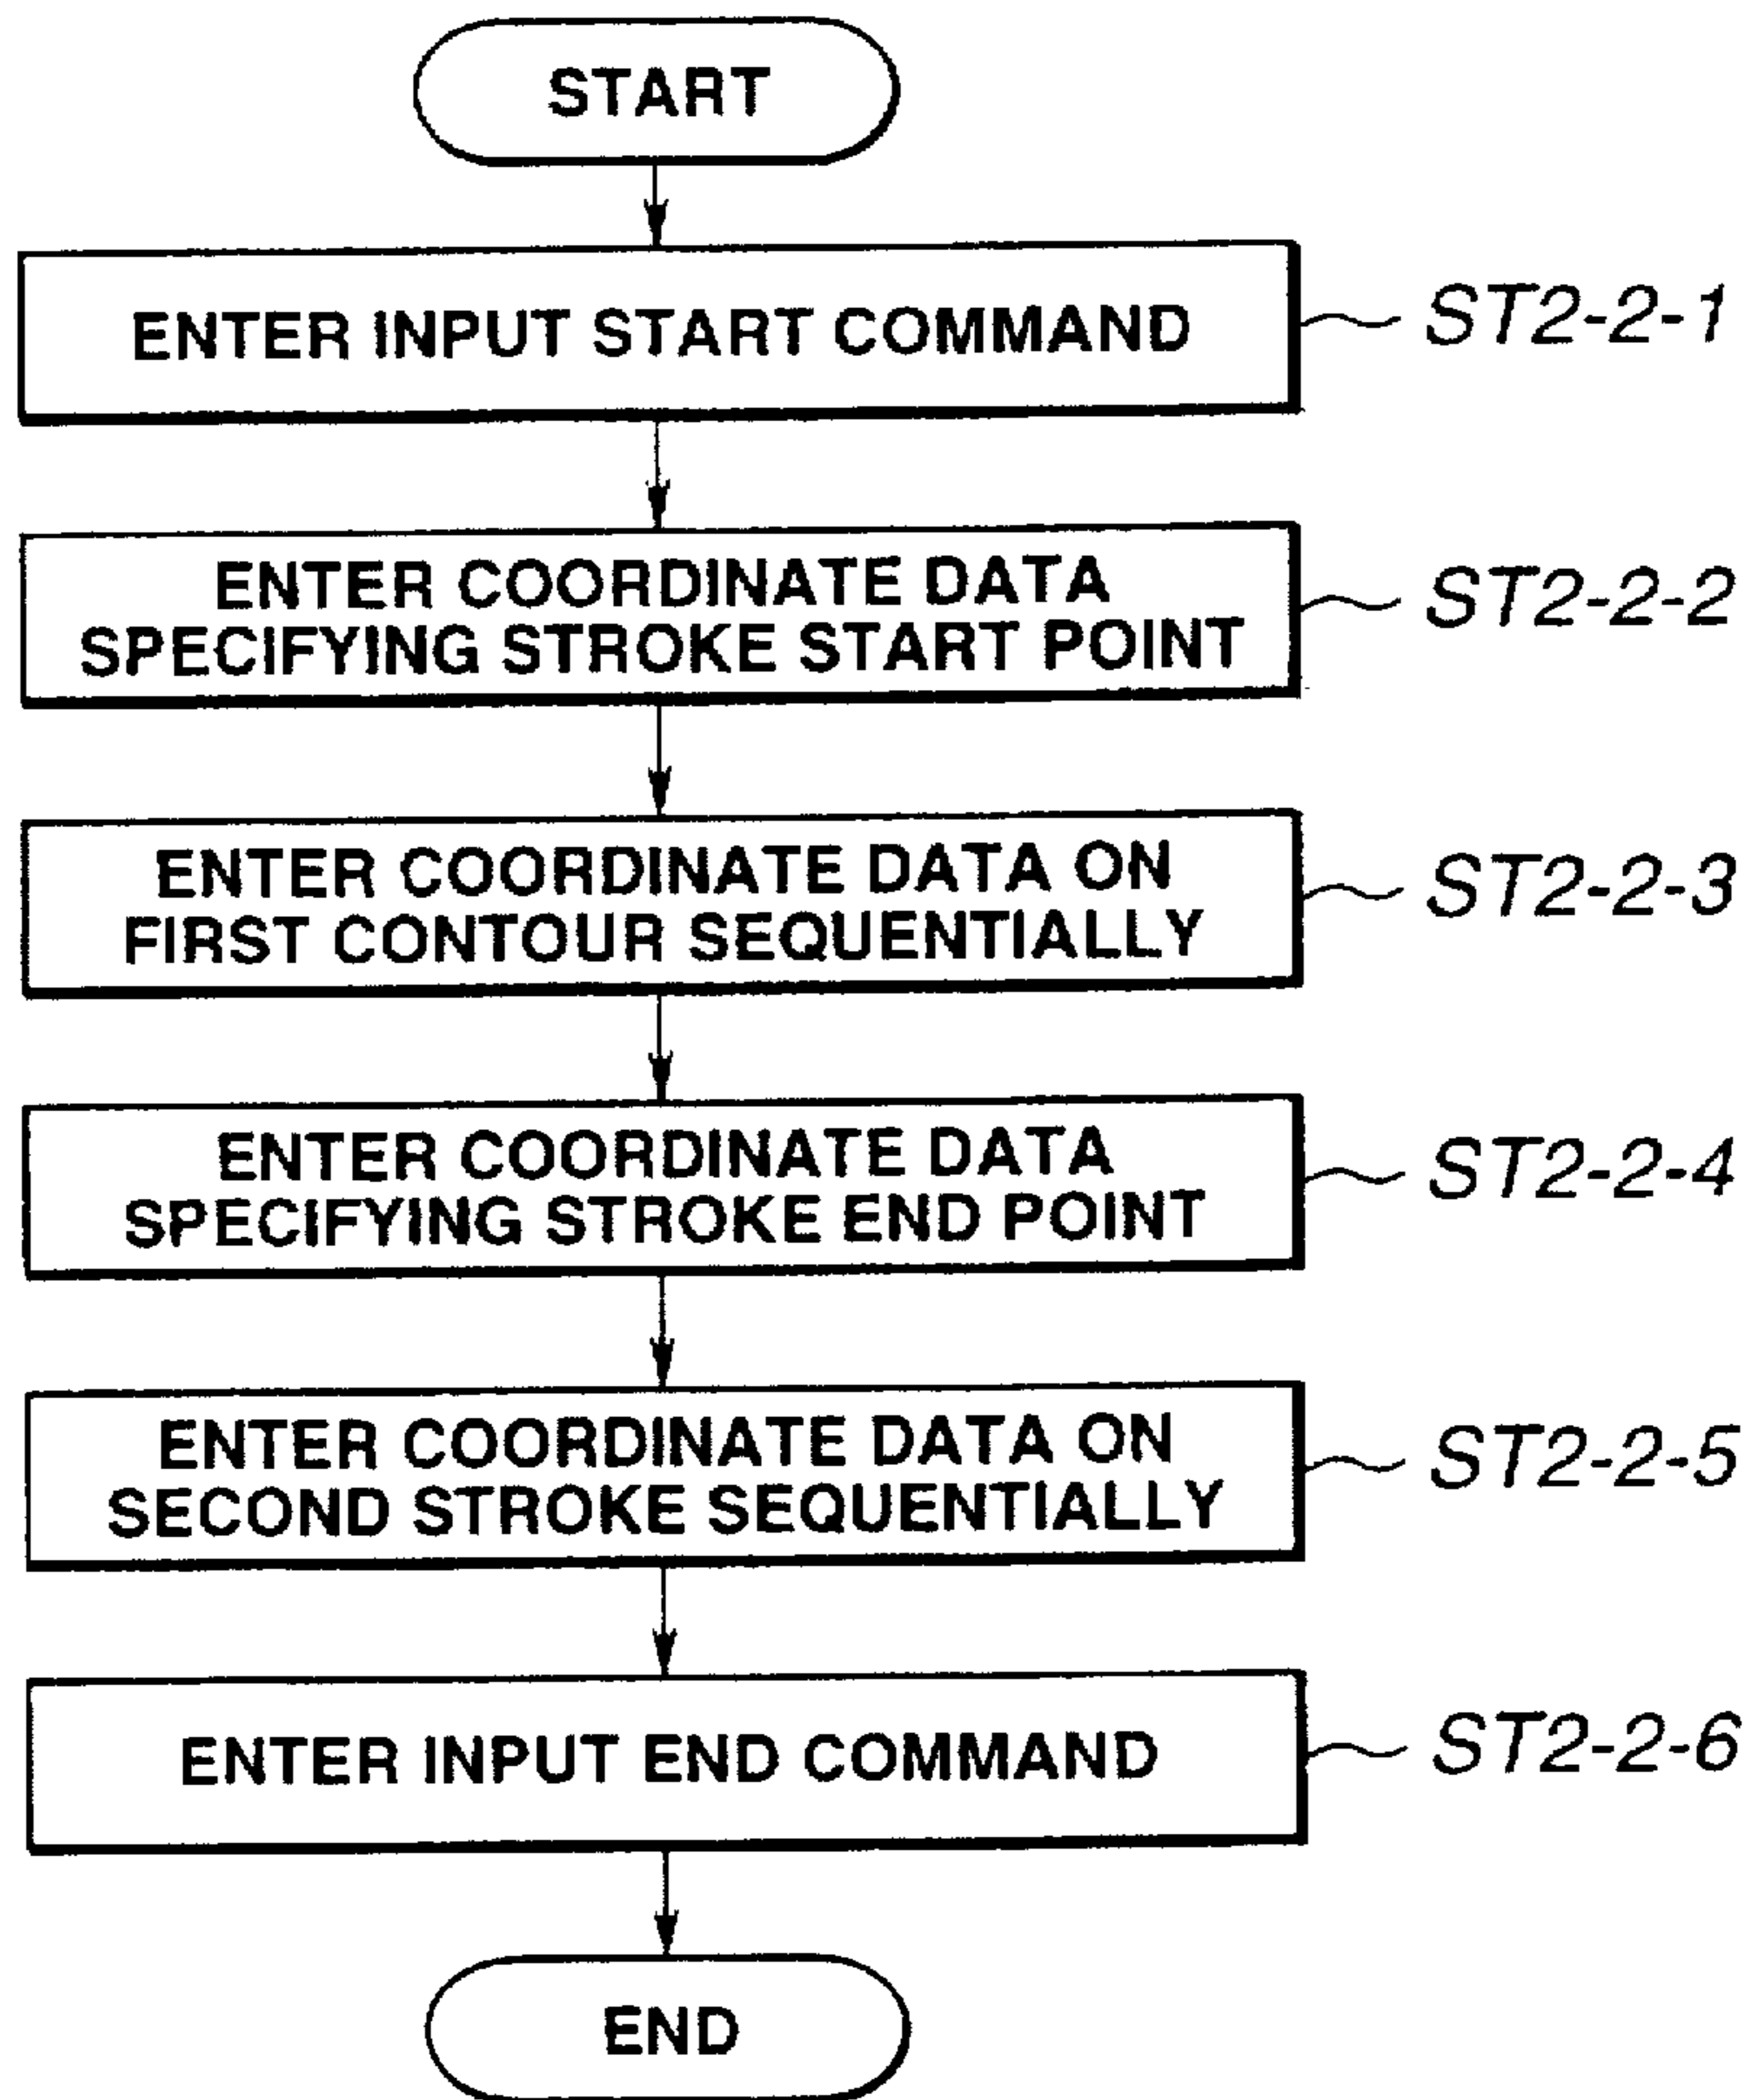 START
ENTER INPUT START COMMAND
ST2-2-1
ENTER COORDINATE DATA
SPECIFYING STROKE START POINT
ST2-2-2
ENTER COORDINATE DATA ON
FIRST CONTOUR SEQUENTIALLY
ST2-2-3
ENTER COORDINATE DATA
SPECIFYING STROKE END POINT
ST2-2-4
ENTER COORDINATE DATA ON
SECOND STROKE SEQUENTIALLY
ST2-2-5
ENTER INPUT END COMMAND
ST2-2-6
END